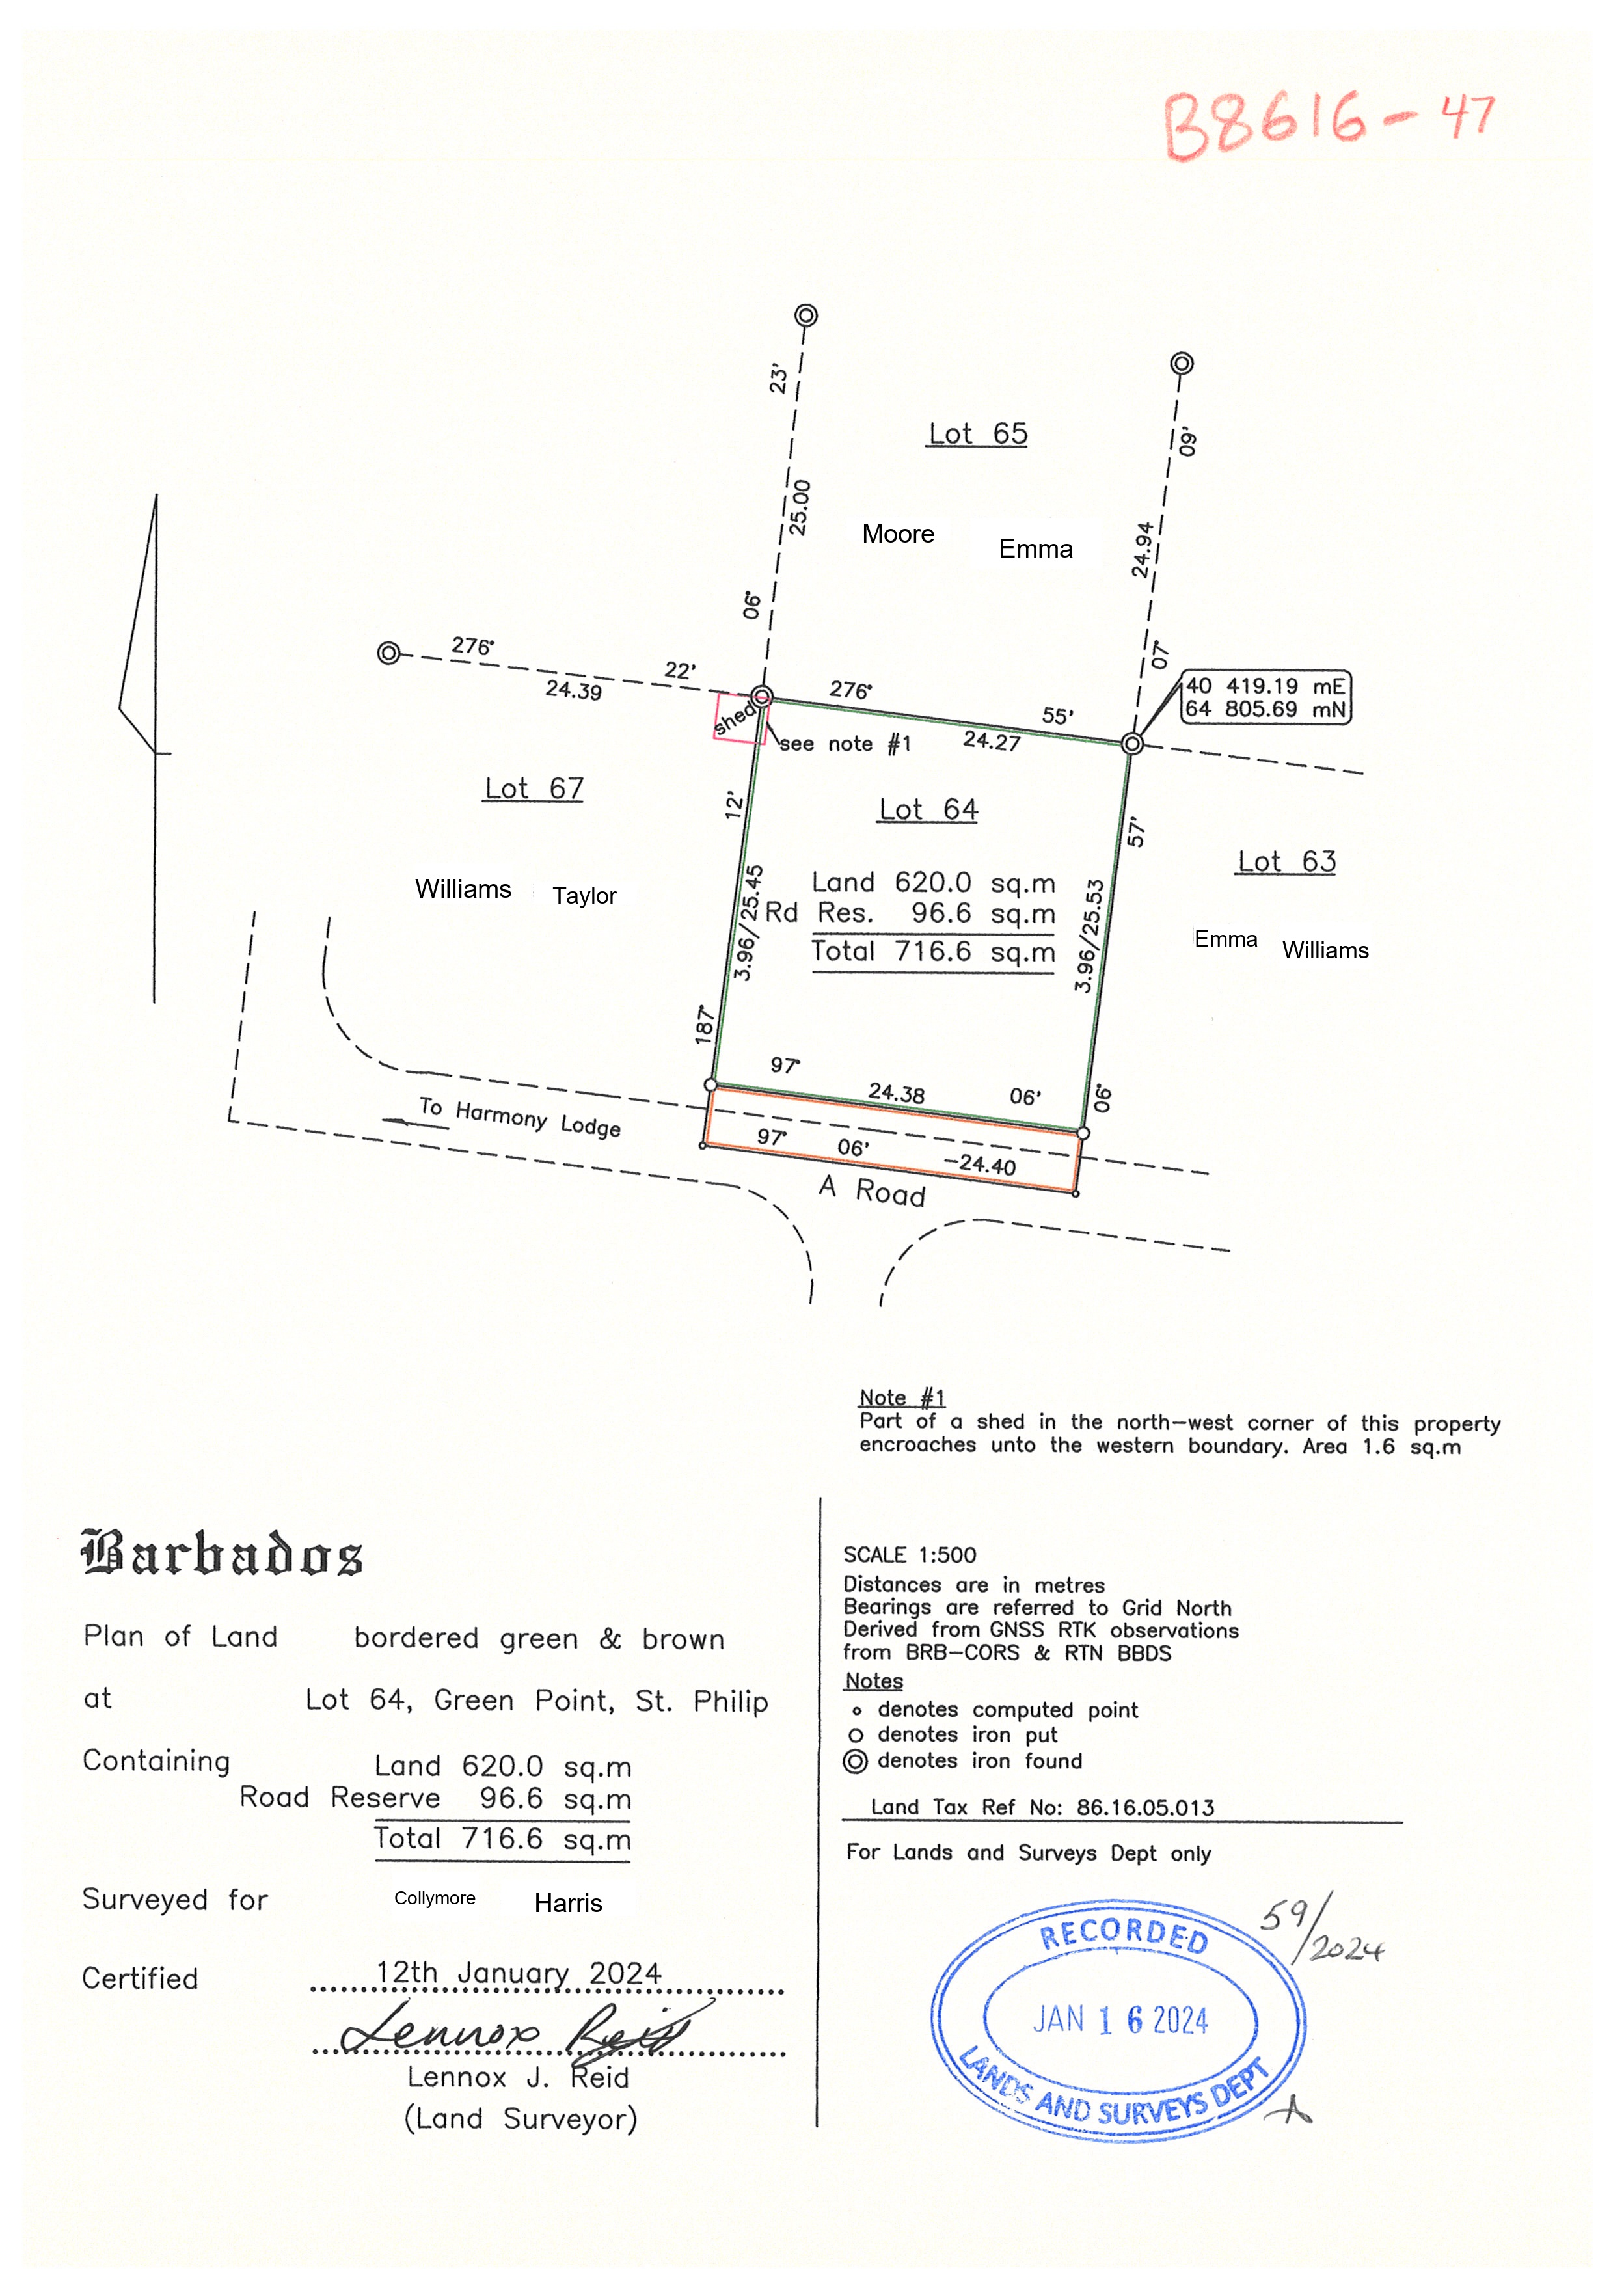 B8616-47
23'
Lot 65
09'
25.00
Moore Emma
24.94
06°
07°
276° 22'
24.39
276° 55'
24.27
40 419.19 mE
64 805.69 mN
shed
see note #1
Lot 67
12'
Lot 64
57'
Lot 63
Williams Taylor
3.96/25.45
Land 620.0 sq.m
Rd Res. 96.6 sq.m
Total 716.6 sq.m
3.96/25.53
Emma Williams
187°
97° 24.38 06'
06°
To Harmony Lodge
97° 06' -24.40
A Road
Note #1
Part of a shed in the north-west corner of this property
encroaches unto the western boundary. Area 1.6 sq.m
Barbados
Plan of Land bordered green & brown
at Lot 64, Green Point, St. Philip
Containing Land 620.0 sq.m
Road Reserve 96.6 sq.m
Total 716.6 sq.m
Surveyed for Collymore Harris
Certified 12th January 2024
Lennox Reid
Lennox J. Reid
(Land Surveyor)
SCALE 1:500
Distances are in metres
Bearings are referred to Grid North
Derived from GNSS RTK observations
from BRB-CORS & RTN BBDS
Notes
denotes computed point
denotes iron put
denotes iron found
Land Tax Ref No: 86.16.05.013
For Lands and Surveys Dept only
59/2024
RECORDED
JAN 16 2024
LANDS AND SURVEYS DEPT